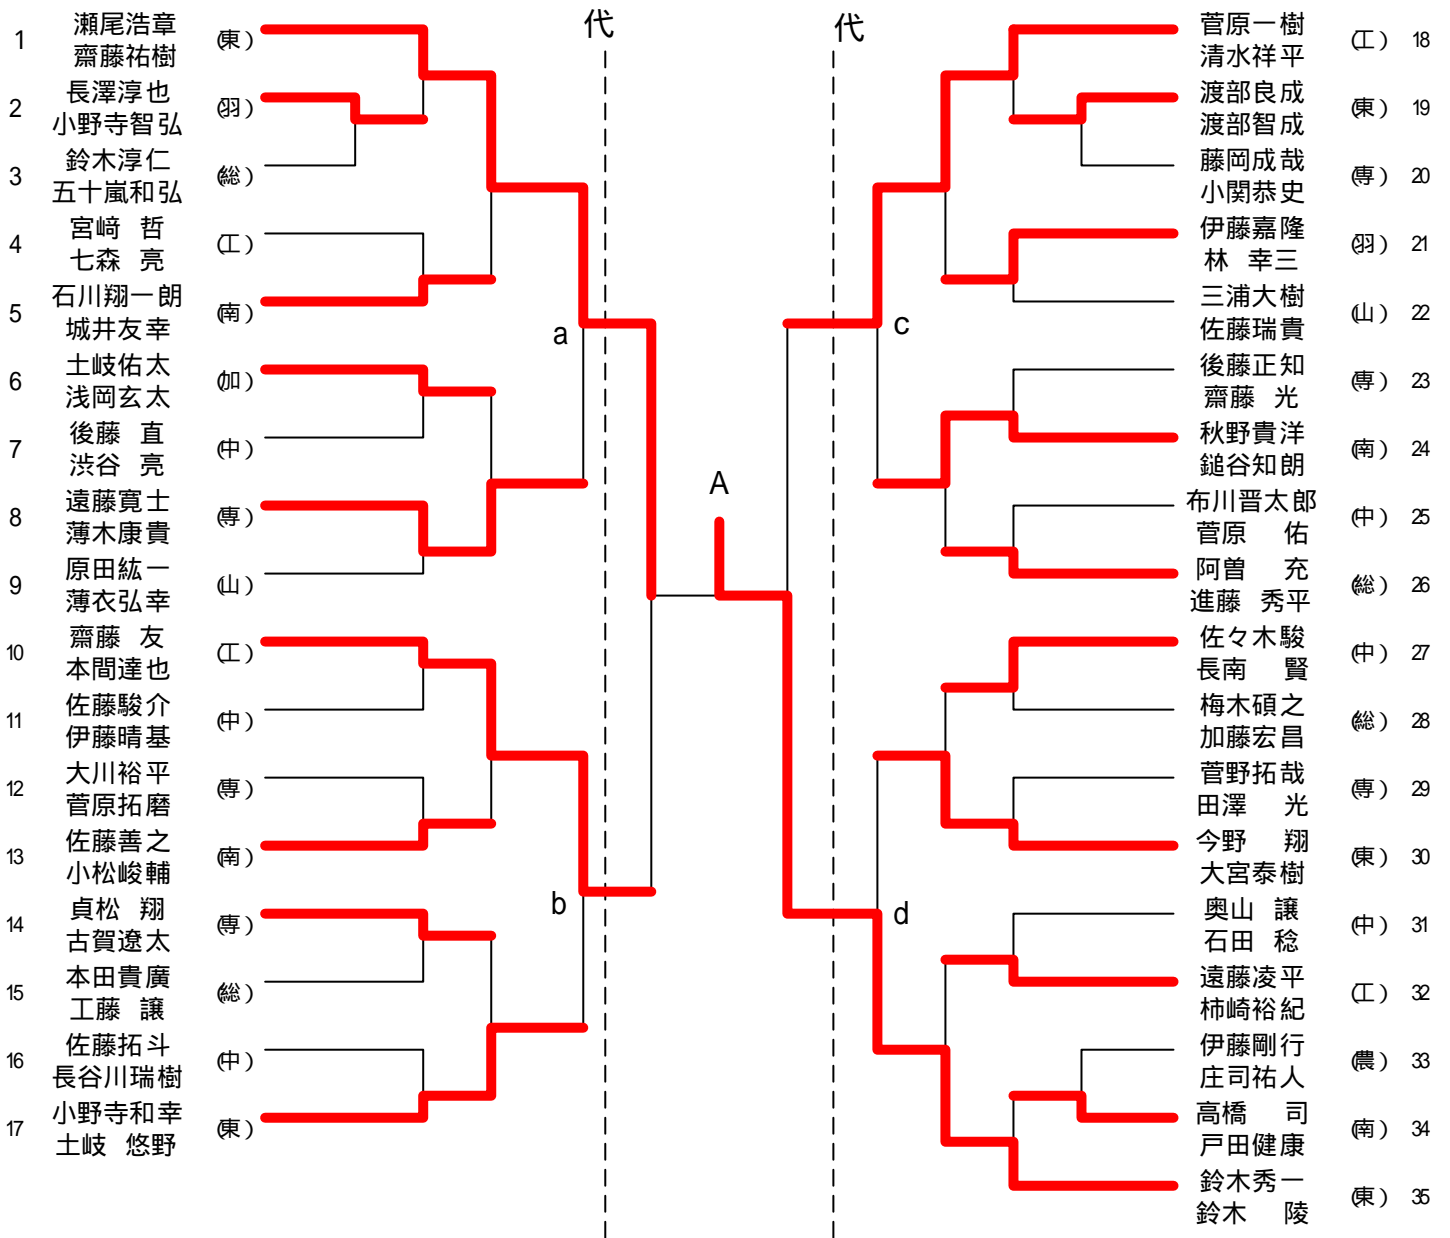 代
代
1 瀬尾浩章 (東)
齋藤祐樹
2 長澤淳也 (羽)
小野寺智弘
3 鈴木淳仁 (総)
五十嵐和弘
4 宮﨑 哲 (工)
七森 亮
5 石川翔一朗 (南)
城井友幸
6 土岐佑太 (加)
浅岡玄太
7 後藤 直 (中)
渋谷 亮
8 遠藤寛士 (専)
薄木康貴
9 原田紘一 (山)
薄衣弘幸
10 齋藤 友 (工)
本間達也
11 佐藤駿介 (中)
伊藤晴基
12 大川裕平 (専)
菅原拓磨
13 佐藤善之 (南)
小松峻輔
14 貞松 翔 (専)
古賀遼太
15 本田貴廣 (総)
工藤 譲
16 佐藤拓斗 (中)
長谷川瑞樹
17 小野寺和幸 (東)
土岐 悠野
a
b
A
c
d
菅原一樹 (工) 18
清水祥平
渡部良成 (東) 19
渡部智成
藤岡成哉 (専) 20
小関恭史
伊藤嘉隆 (羽) 21
林 幸三
三浦大樹 (山) 22
佐藤瑞貴
後藤正知 (専) 23
齋藤 光
秋野貴洋 (南) 24
鎚谷知朗
布川晋太郎 (中) 25
菅原 佑
阿曽 充 (総) 26
進藤 秀平
佐々木駿 (中) 27
長南 賢
梅木碩之 (総) 28
加藤宏昌
菅野拓哉 (専) 29
田澤 光
今野 翔 (東) 30
大宮泰樹
奥山 譲 (中) 31
石田 稔
遠藤凌平 (工) 32
柿崎裕紀
伊藤剛行 (農) 33
庄司祐人
高橋 司 (南) 34
戸田健康
鈴木秀一 (東) 35
鈴木 陵